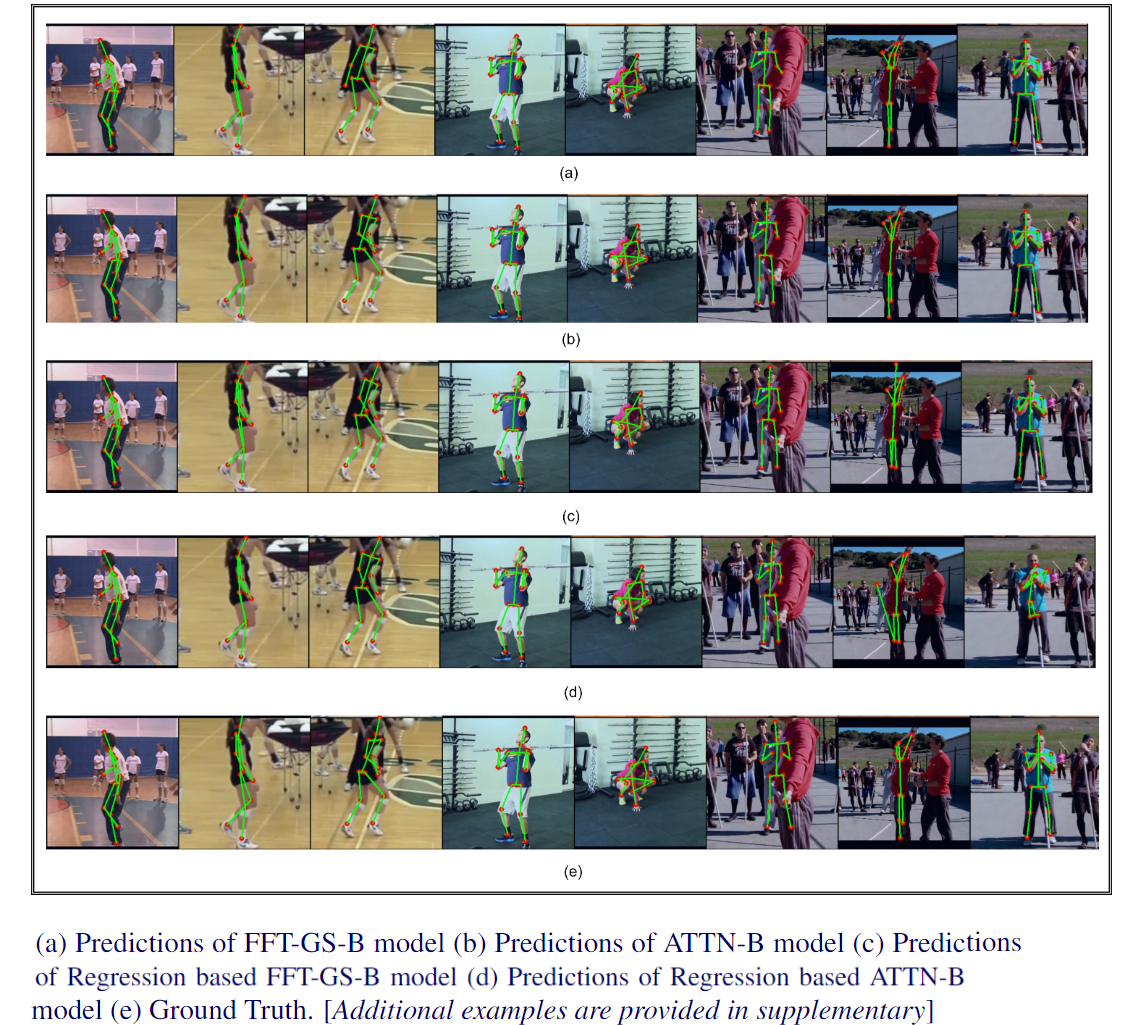 (a)
(b)
(c)
(d)
(e)
(a) Predictions of FFT-GS-B model (b) Predictions of ATTN-B model (c) Predictions
of Regression based FFT-GS-B model (d) Predictions of Regression based ATTN-B
model (e) Ground Truth. [Additional examples are provided in supplementary]